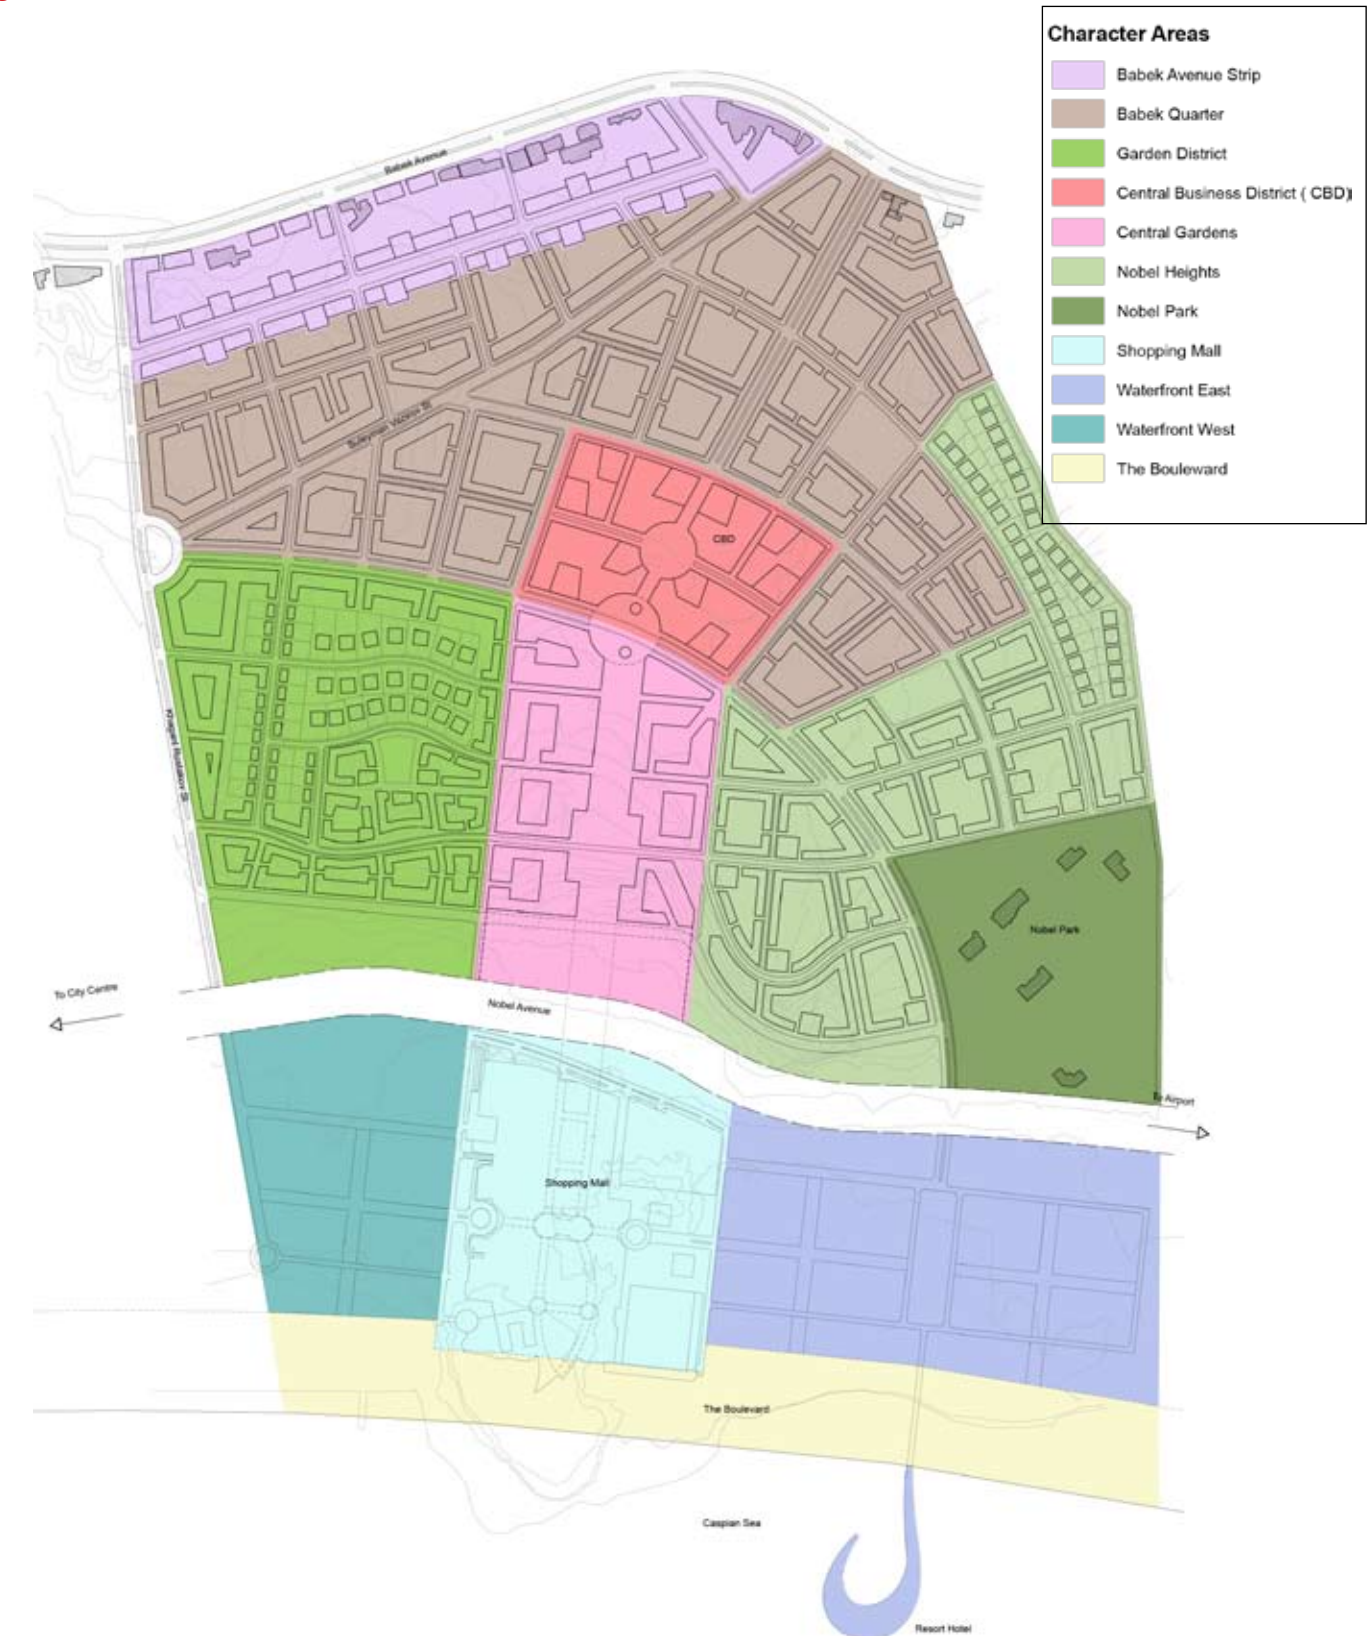 Character Areas
Babek Avenue Strip
Babek Quarter
Garden District
Central Business District ( CBD)
Central Gardens
Nobel Heights
Nobel Park
Shopping Mall
Waterfront East
Waterfront West
The Bouleward
Babek Avenue
CBD
Nobel Park
To City Centre
Nobel Avenue
To Airport
Shopping Mall
The Boulevard
Caspian Sea
Resort Hotel